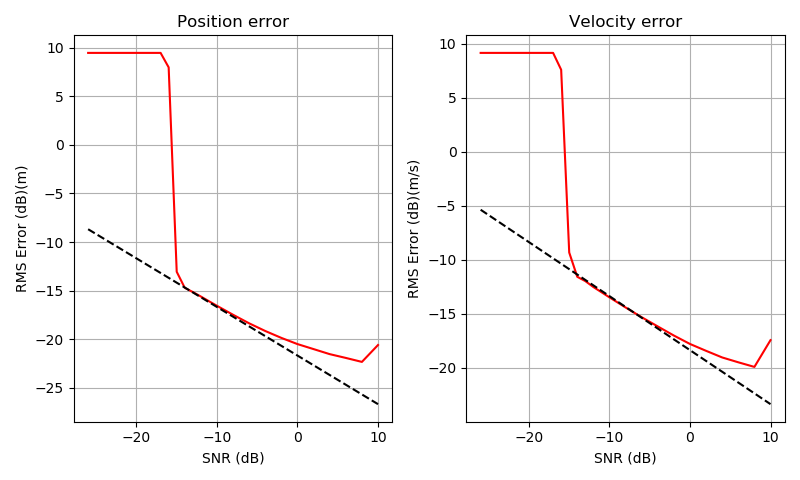 Position error
10
5
0
−5
−10
−15
−20
−25
RMS Error (dB)(m)
−20 −10 0 10
SNR (dB)
Velocity error
10
5
0
−5
−10
−15
−20
RMS Error (dB)(m/s)
−20 −10 0 10
SNR (dB)